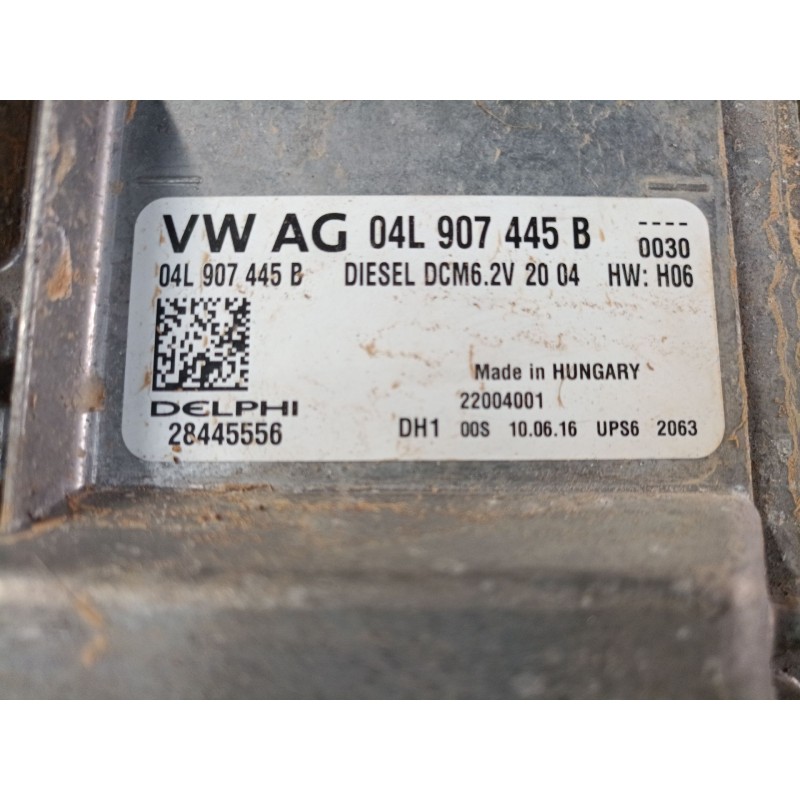 VW AG 04L 907 445 B ----
0030
04L 907 445 B DIESEL DCM6.2V 20 04 HW: H06
Made in HUNGARY
DELPHI 22004001
28445556 DH1 00S 10.06.16 UPS6 2063